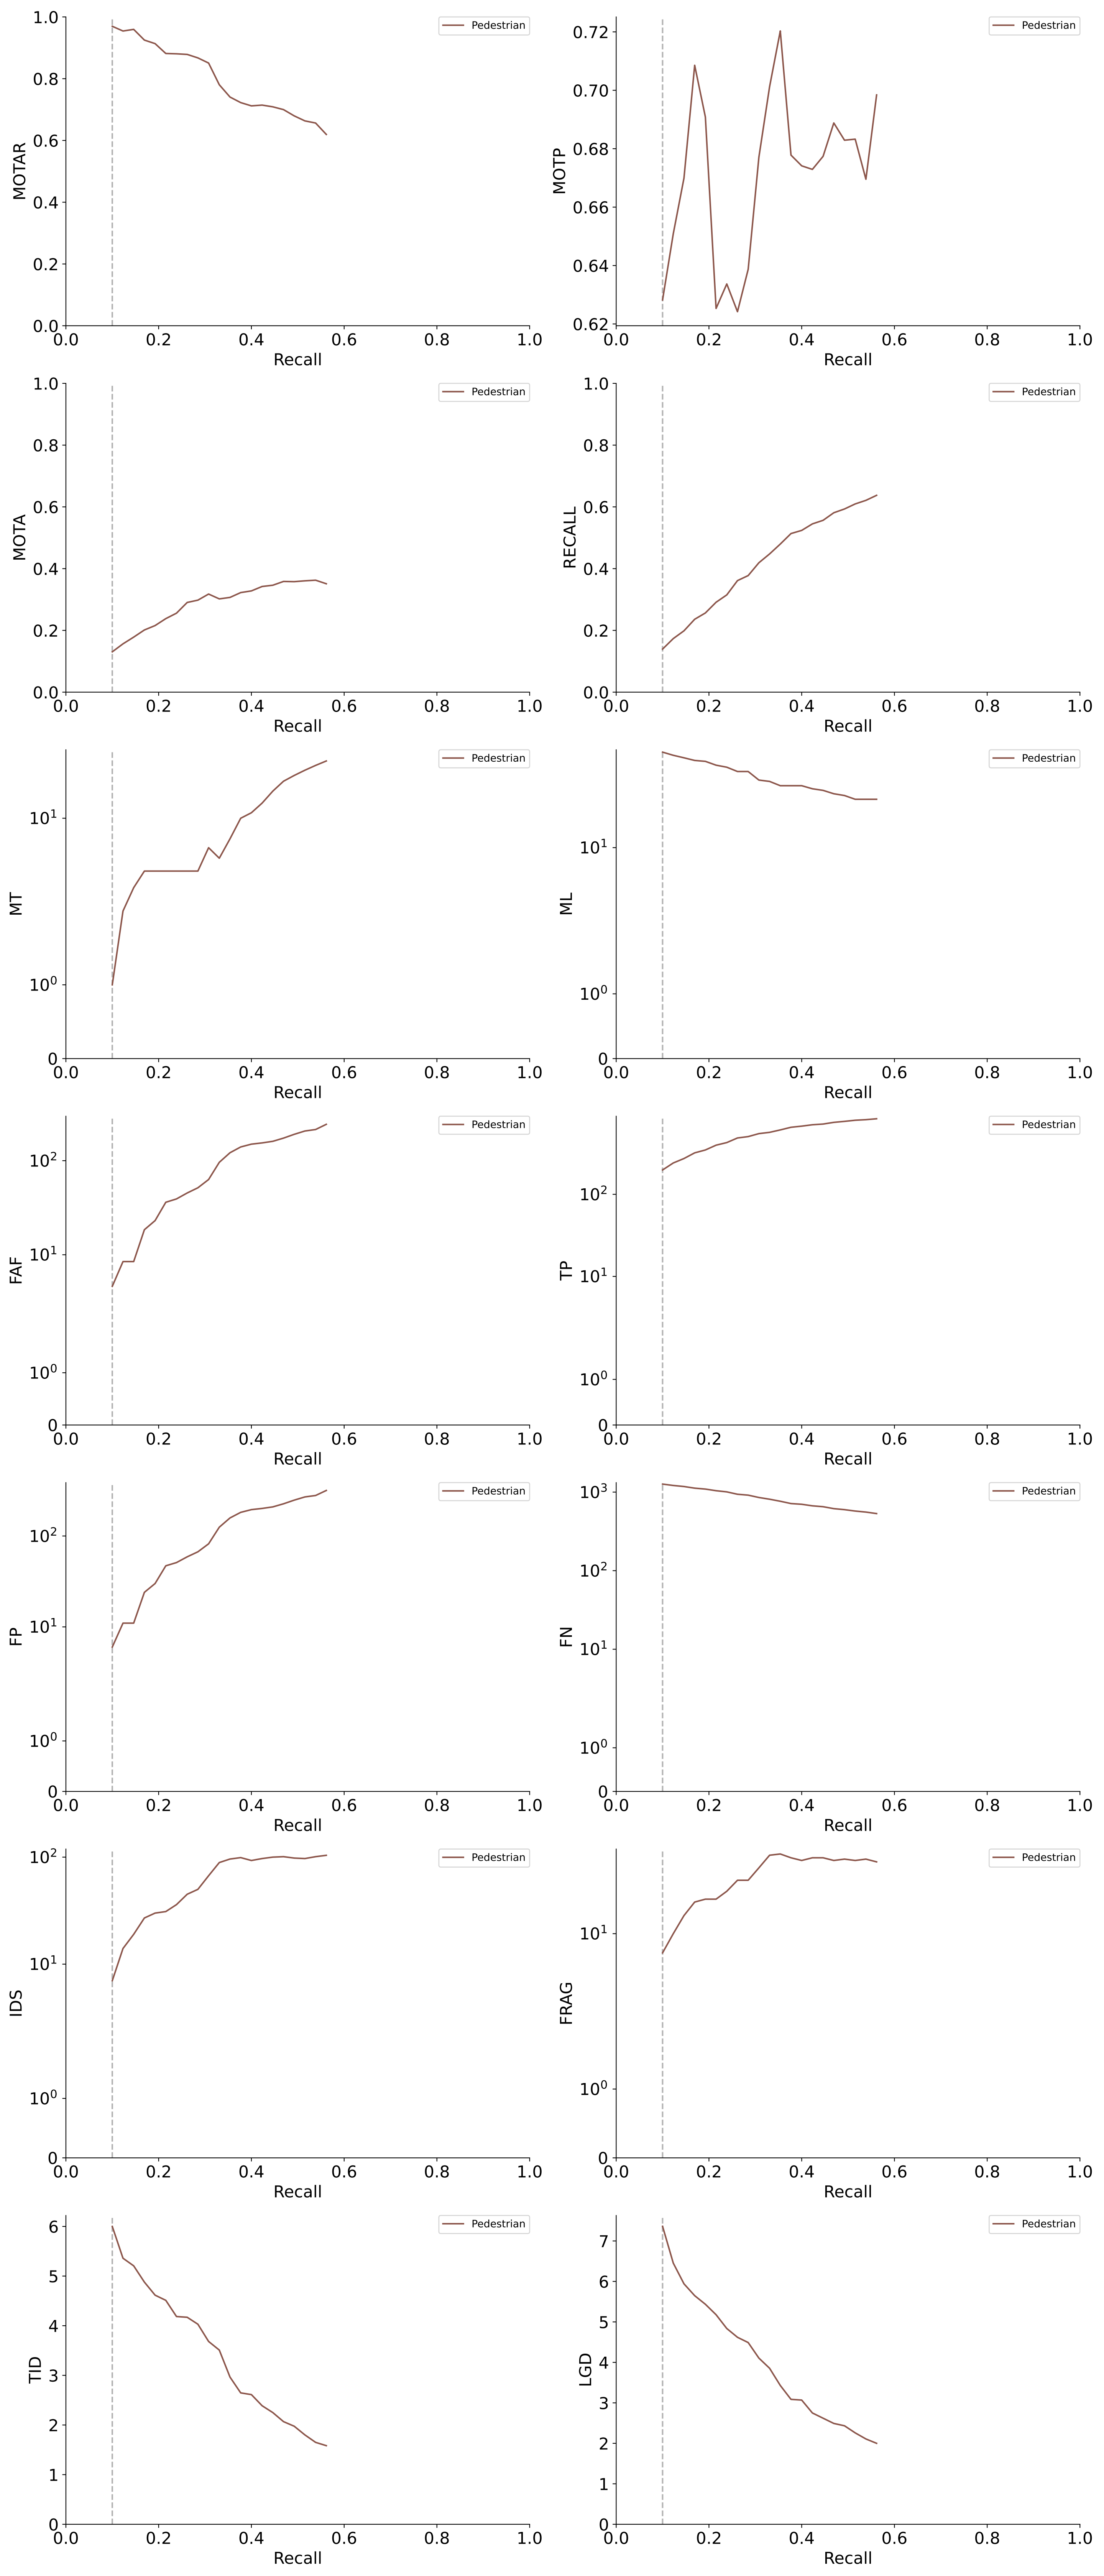 Pedestrian
MOTAR
1.0
0.8
0.6
0.4
0.2
0.0
0.0 0.2 0.4 0.6 0.8 1.0
Recall
Pedestrian
MOTP
0.72
0.70
0.68
0.66
0.64
0.62
0.0 0.2 0.4 0.6 0.8 1.0
Recall
Pedestrian
MOTA
1.0
0.8
0.6
0.4
0.2
0.0
0.0 0.2 0.4 0.6 0.8 1.0
Recall
Pedestrian
RECALL
1.0
0.8
0.6
0.4
0.2
0.0
0.0 0.2 0.4 0.6 0.8 1.0
Recall
Pedestrian
MT
10¹
10⁰
0
0.0 0.2 0.4 0.6 0.8 1.0
Recall
Pedestrian
ML
10¹
10⁰
0
0.0 0.2 0.4 0.6 0.8 1.0
Recall
Pedestrian
FAF
10²
10¹
10⁰
0
0.0 0.2 0.4 0.6 0.8 1.0
Recall
Pedestrian
TP
10²
10¹
10⁰
0
0.0 0.2 0.4 0.6 0.8 1.0
Recall
Pedestrian
FP
10²
10¹
10⁰
0
0.0 0.2 0.4 0.6 0.8 1.0
Recall
Pedestrian
FN
10³
10²
10¹
10⁰
0
0.0 0.2 0.4 0.6 0.8 1.0
Recall
Pedestrian
IDS
10²
10¹
10⁰
0
0.0 0.2 0.4 0.6 0.8 1.0
Recall
Pedestrian
FRAG
10¹
10⁰
0
0.0 0.2 0.4 0.6 0.8 1.0
Recall
Pedestrian
TID
6
5
4
3
2
1
0
0.0 0.2 0.4 0.6 0.8 1.0
Recall
Pedestrian
LGD
7
6
5
4
3
2
1
0
0.0 0.2 0.4 0.6 0.8 1.0
Recall